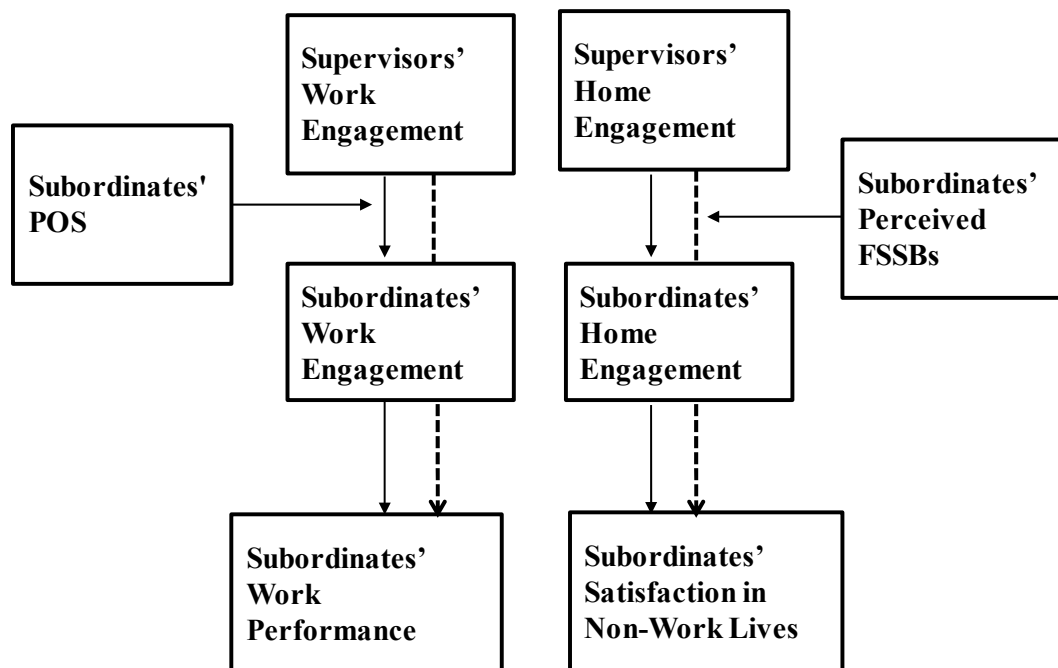 Supervisors’
Work
Engagement
Supervisors’
Home
Engagement
Subordinates'
POS
Subordinates’
Perceived
FSSBs
Subordinates’
Work
Engagement
Subordinates’
Home
Engagement
Subordinates’
Work
Performance
Subordinates’
Satisfaction in
Non-Work Lives